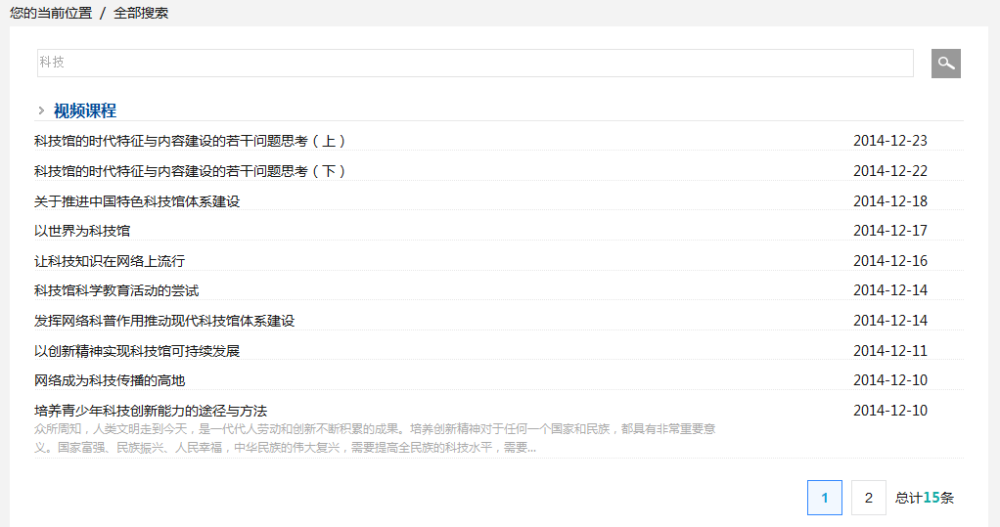 您的当前位置 / 全部搜索
科技
视频课程
科技馆的时代特征与内容建设的若干问题思考（上） 2014-12-23
科技馆的时代特征与内容建设的若干问题思考（下） 2014-12-22
关于推进中国特色科技馆体系建设 2014-12-18
以世界为科技馆 2014-12-17
让科技知识在网络上流行 2014-12-16
科技馆科学教育活动的尝试 2014-12-14
发挥网络科普作用推动现代科技馆体系建设 2014-12-14
以创新精神实现科技馆可持续发展 2014-12-11
网络成为科技传播的高地 2014-12-10
培养青少年科技创新能力的途径与方法 2014-12-10
众所周知，人类文明走到今天，是一代代人劳动和创新不断积累的成果。培养创新精神对于任何一个国家和民族，都具有非常重要意
义。国家富强、民族振兴、人民幸福，中华民族的伟大复兴，需要提高全民族的科技水平，需要...
1 2 总计15条